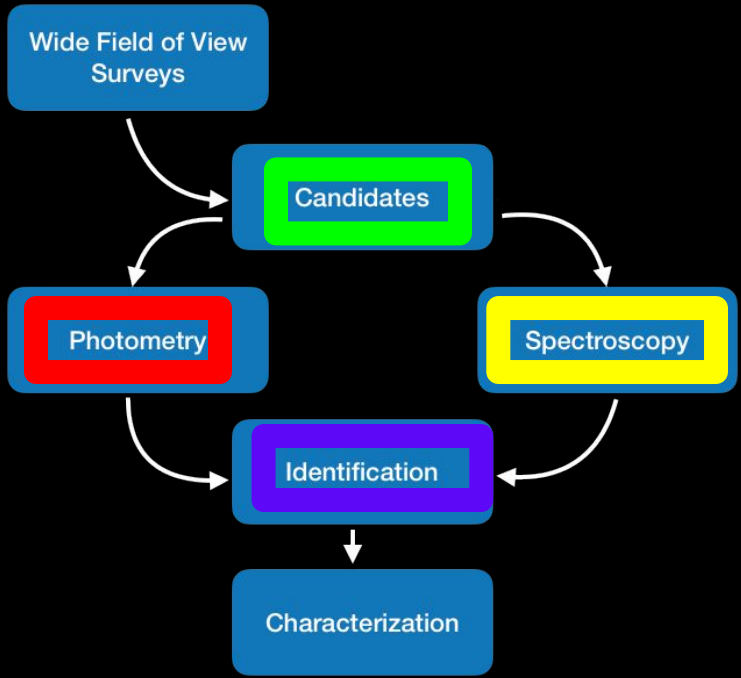 Wide Field of View
Surveys
Candidates
Photometry
Spectroscopy
Identification
Characterization